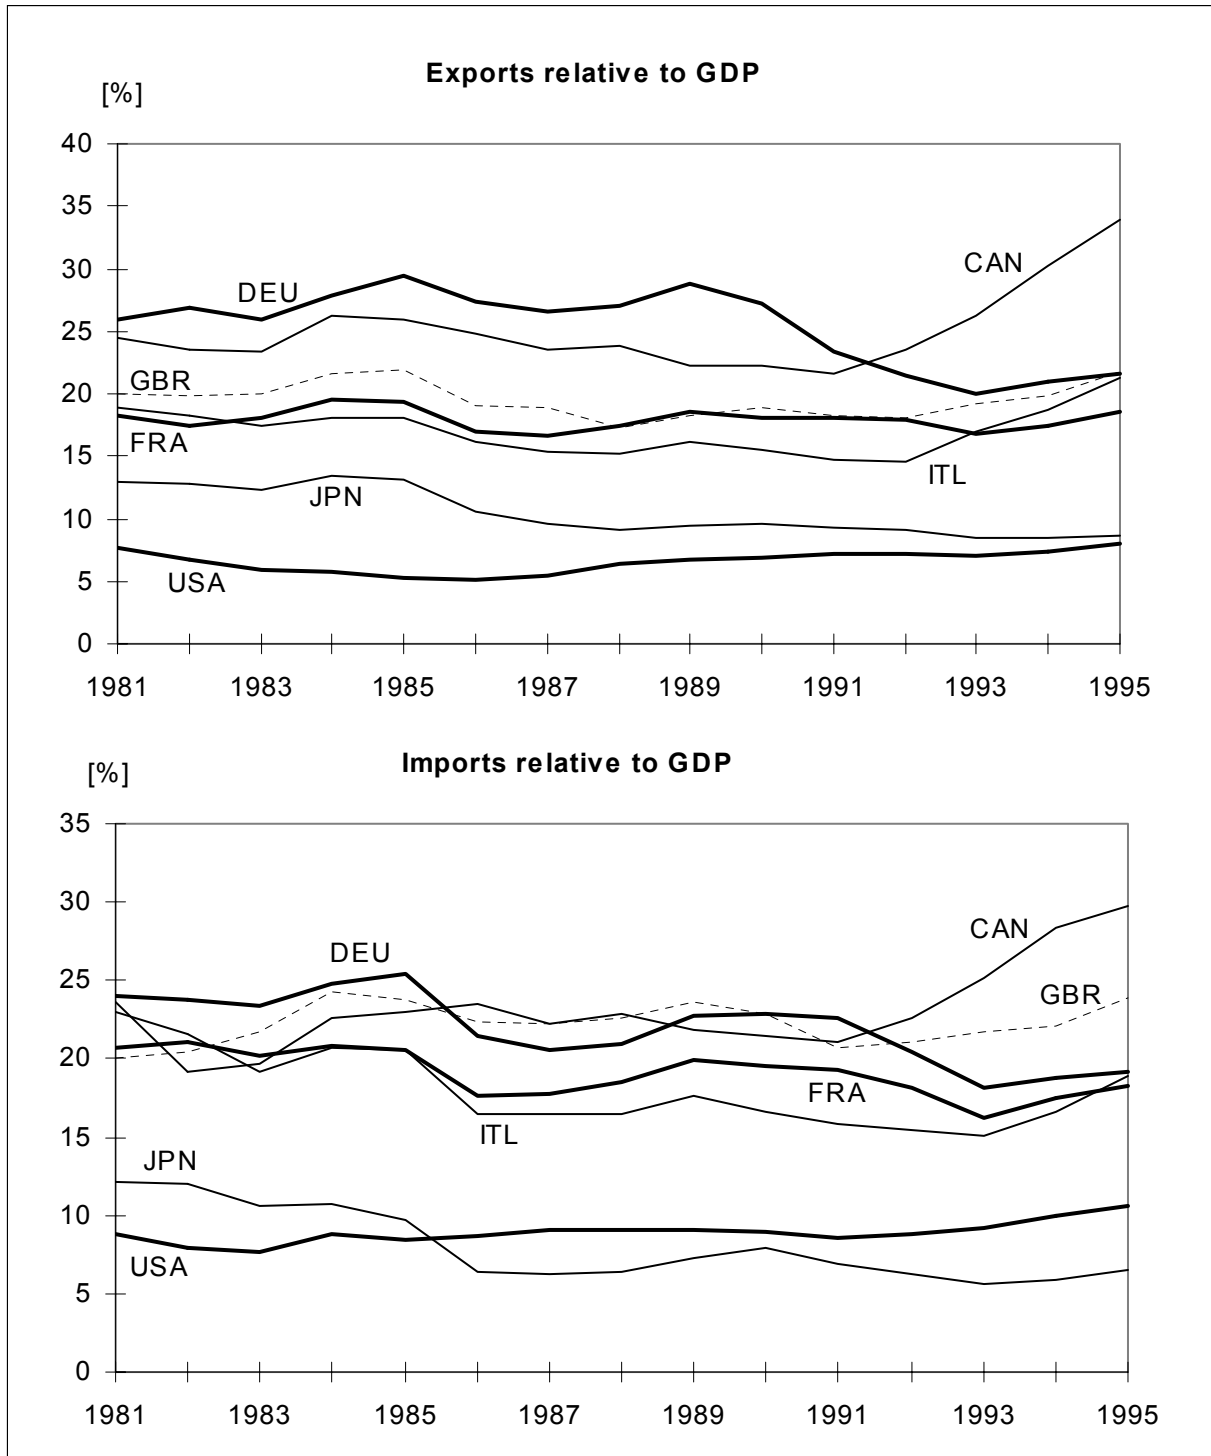 Exports relative to GDP
[%]
40
35
30
25
20
15
10
5
0
CAN
DEU
GBR
FRA
ITL
JPN
USA
1981 1983 1985 1987 1989 1991 1993 1995
Imports relative to GDP
[%]
35
30
25
20
15
10
5
0
CAN
DEU
GBR
FRA
ITL
JPN
USA
1981 1983 1985 1987 1989 1991 1993 1995